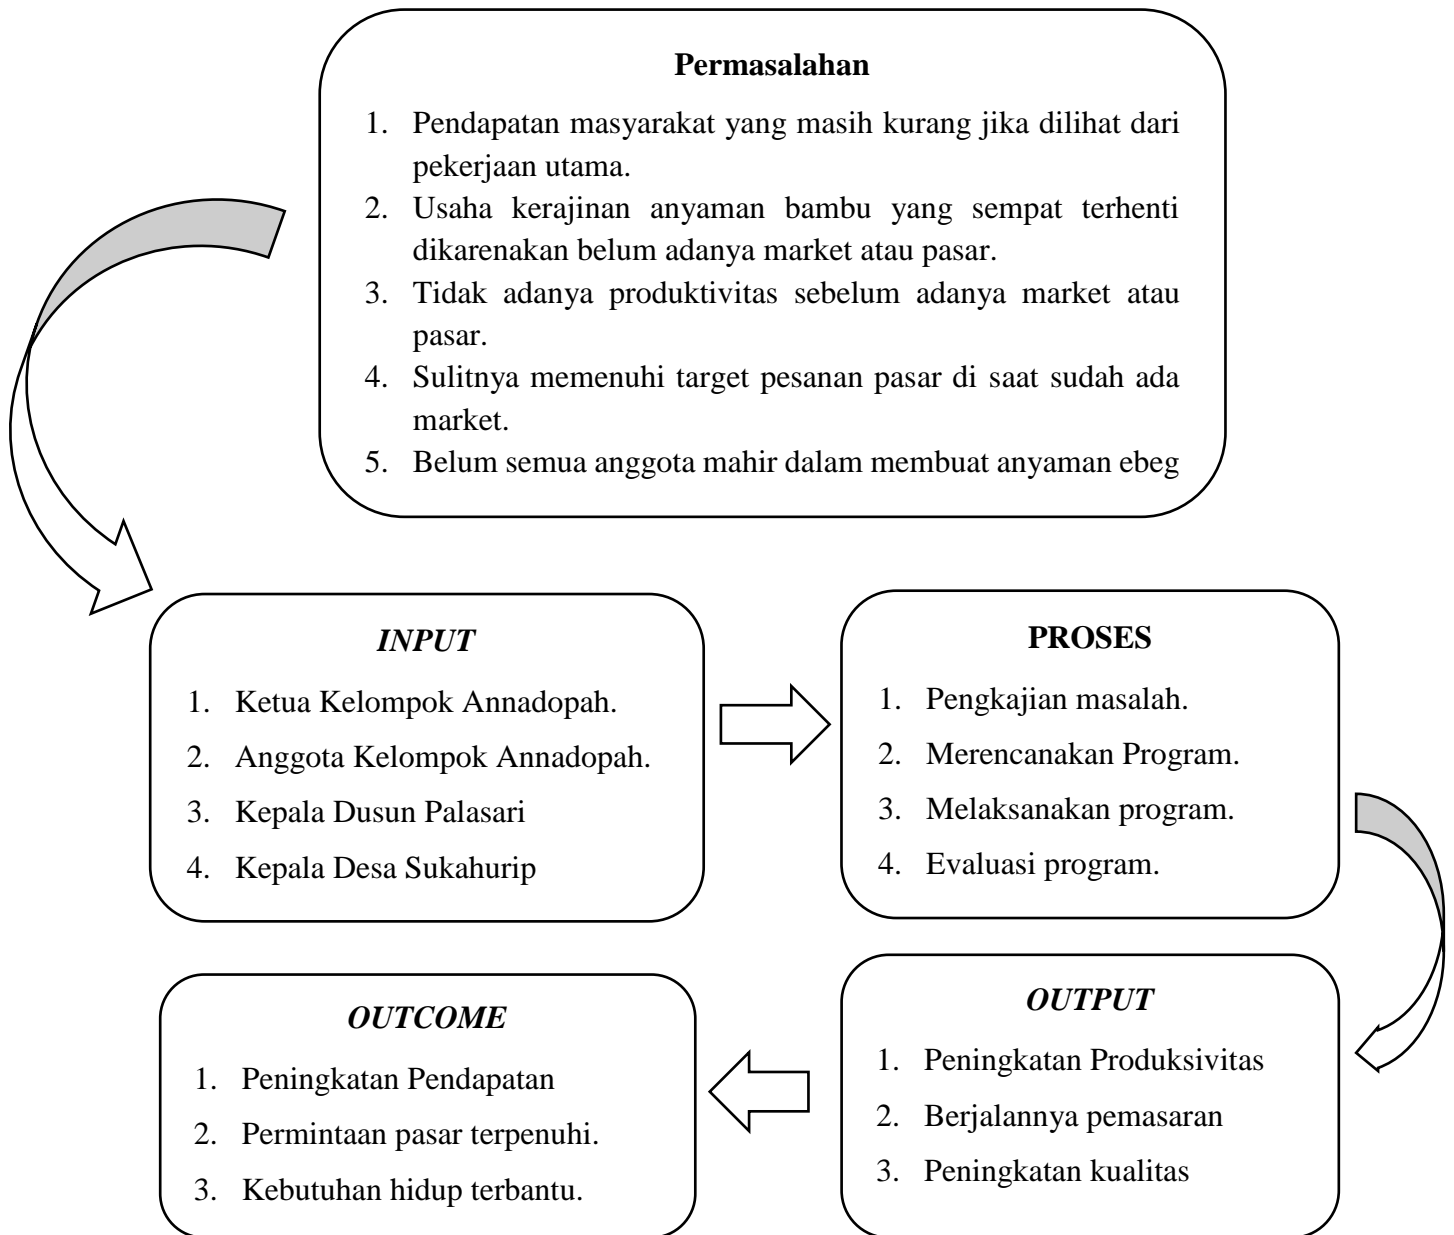 Permasalahan
1. Pendapatan masyarakat yang masih kurang jika dilihat dari
pekerjaan utama.
2. Usaha kerajinan anyaman bambu yang sempat terhenti
dikarenakan belum adanya market atau pasar.
3. Tidak adanya produktivitas sebelum adanya market atau
pasar.
4. Sulitnya memenuhi target pesanan pasar di saat sudah ada
market.
5. Belum semua anggota mahir dalam membuat anyaman ebeg
INPUT
1. Ketua Kelompok Annadopah.
2. Anggota Kelompok Annadopah.
3. Kepala Dusun Palasari
4. Kepala Desa Sukahurip
PROSES
1. Pengkajian masalah.
2. Merencanakan Program.
3. Melaksanakan program.
4. Evaluasi program.
OUTPUT
1. Peningkatan Produksivitas
2. Berjalannya pemasaran
3. Peningkatan kualitas
OUTCOME
1. Peningkatan Pendapatan
2. Permintaan pasar terpenuhi.
3. Kebutuhan hidup terbantu.